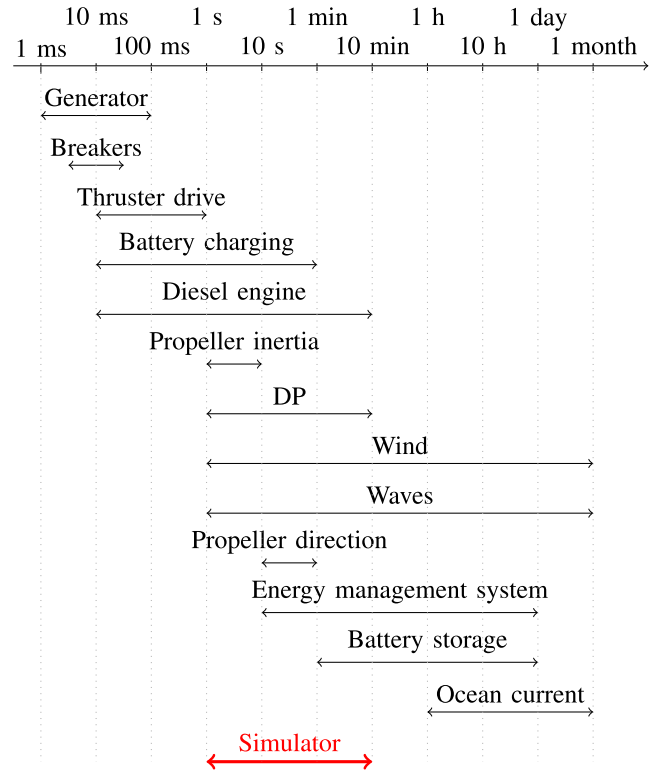 10 ms 1 s 1 min 1 h 1 day
1 ms 100 ms 10 s 10 min 10 h 1 month
Generator
Breakers
Thruster drive
Battery charging
Diesel engine
Propeller inertia
DP
Wind
Waves
Propeller direction
Energy management system
Battery storage
Ocean current
Simulator